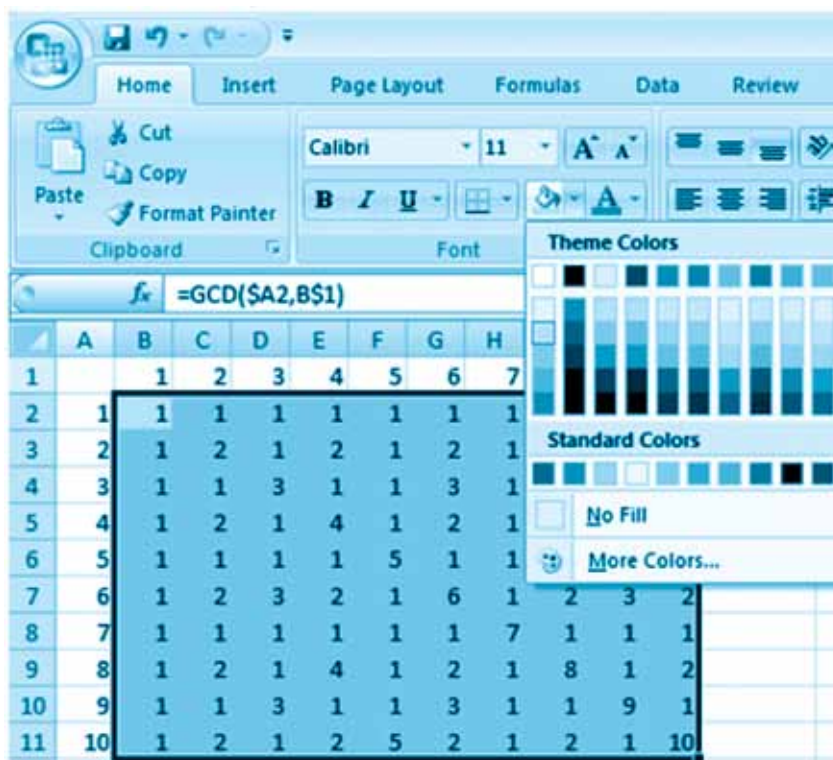 Home Insert Page Layout Formulas Data Review
Cut
Copy
Format Painter
Paste
Calibri 11 A A
B I U A
Clipboard Font
Theme Colors
fx =GCD($A2,B$1)
A B C D E F G H
1 1 2 3 4 5 6 7
2 1 1 1 1 1 1 1 1
3 2 1 2 1 2 1 2 1
4 3 1 1 3 1 1 3 1
5 4 1 2 1 4 1 2 1
6 5 1 1 1 1 5 1 1
7 6 1 2 3 2 1 6 1 2 3 2
8 7 1 1 1 1 1 1 7 1 1 1
9 8 1 2 1 4 1 2 1 8 1 2
10 9 1 1 3 1 1 3 1 1 9 1
11 10 1 2 1 2 5 2 1 2 1 10
Standard Colors
No Fill
More Colors...